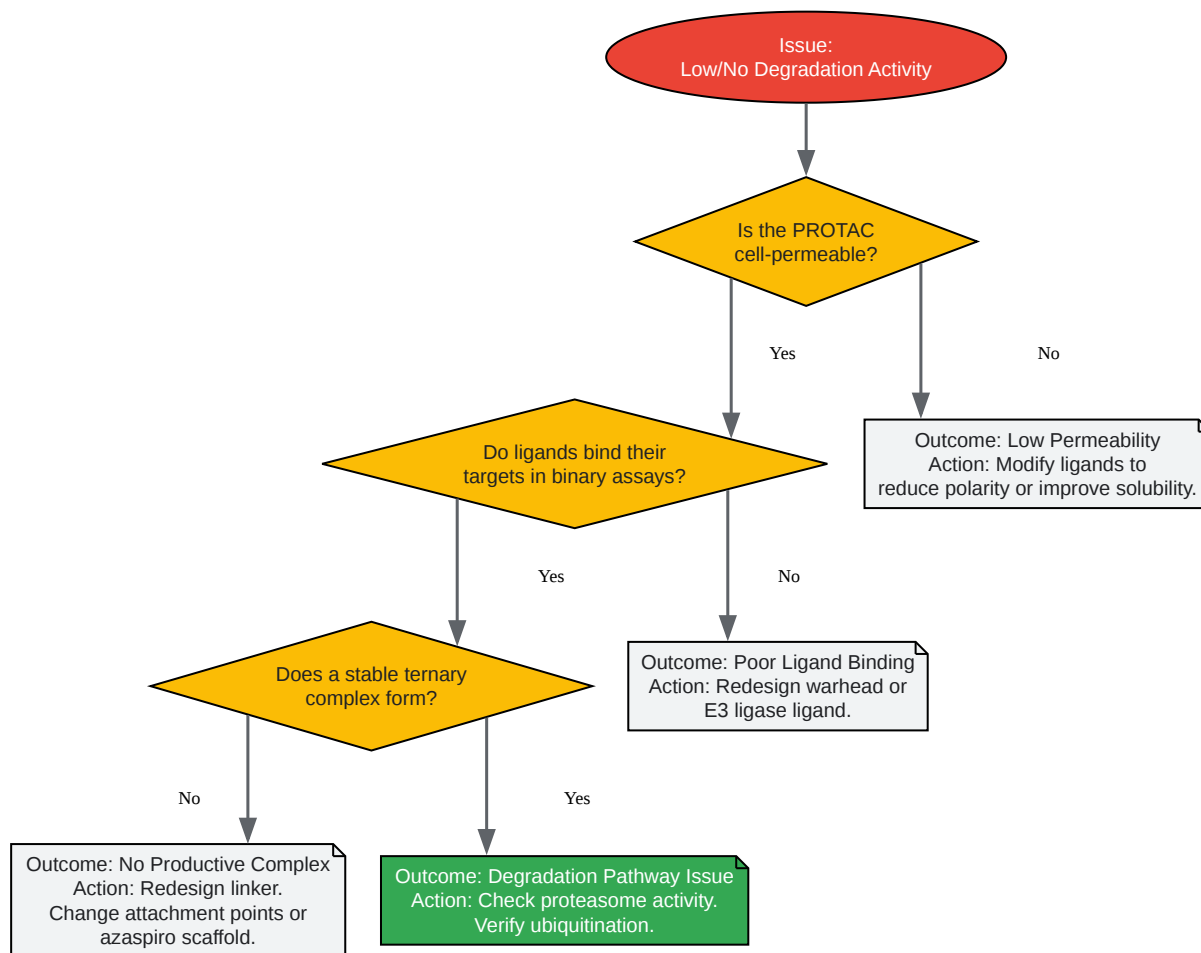 Issue:
Low/No Degradation Activity
Is the PROTAC
cell-permeable?
Yes
No
Do ligands bind their
targets in binary assays?
Outcome: Low Permeability
Action: Modify ligands to
reduce polarity or improve solubility.
Yes
No
Does a stable ternary
complex form?
Outcome: Poor Ligand Binding
Action: Redesign warhead or
E3 ligase ligand.
No
Yes
Outcome: No Productive Complex
Action: Redesign linker.
Change attachment points or
azaspiro scaffold.
Outcome: Degradation Pathway Issue
Action: Check proteasome activity.
Verify ubiquitination.